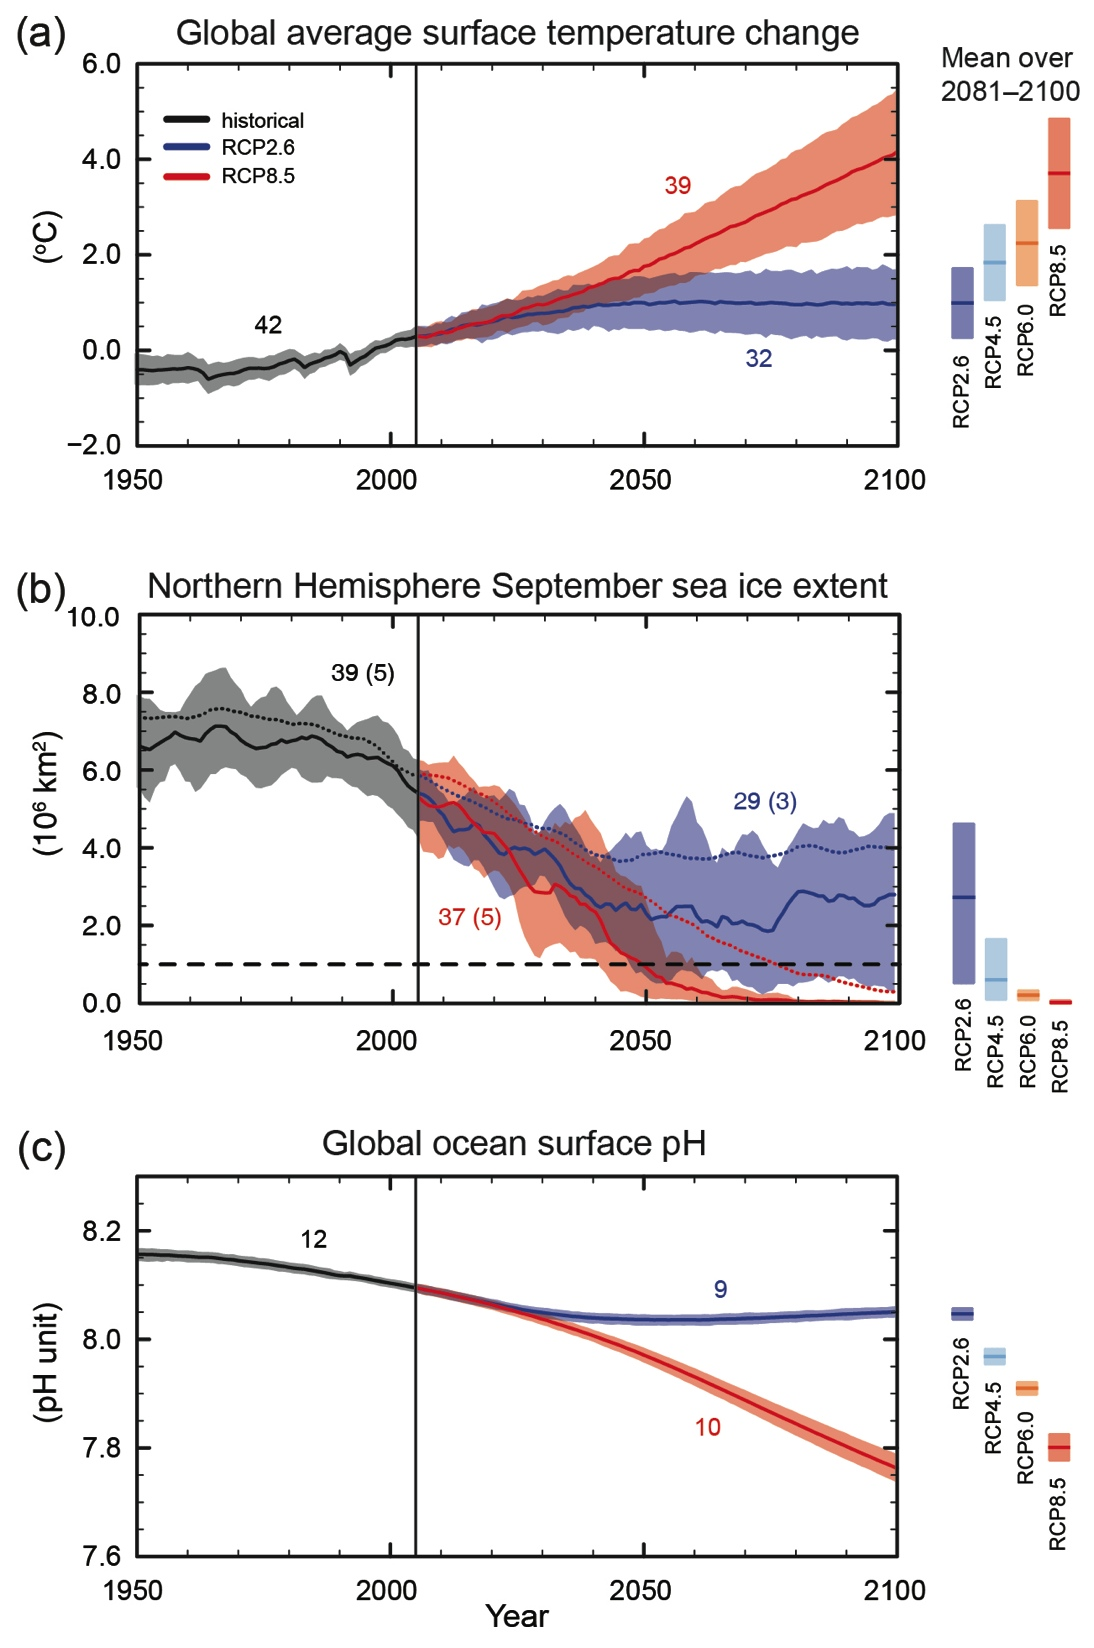 (a) Global average surface temperature change
Mean over
2081–2100
6.0
4.0
2.0
0.0
−2.0
(ºC)
historical
RCP2.6
RCP8.5
42
39
32
1950 2000 2050 2100
RCP2.6
RCP4.5
RCP6.0
RCP8.5
(b) Northern Hemisphere September sea ice extent
10.0
8.0
6.0
4.0
2.0
0.0
(10⁶ km²)
39 (5)
29 (3)
37 (5)
1950 2000 2050 2100
RCP2.6
RCP4.5
RCP6.0
RCP8.5
(c) Global ocean surface pH
8.2
8.0
7.8
7.6
(pH unit)
12
9
10
1950 2000 2050 2100
Year
RCP2.6
RCP4.5
RCP6.0
RCP8.5